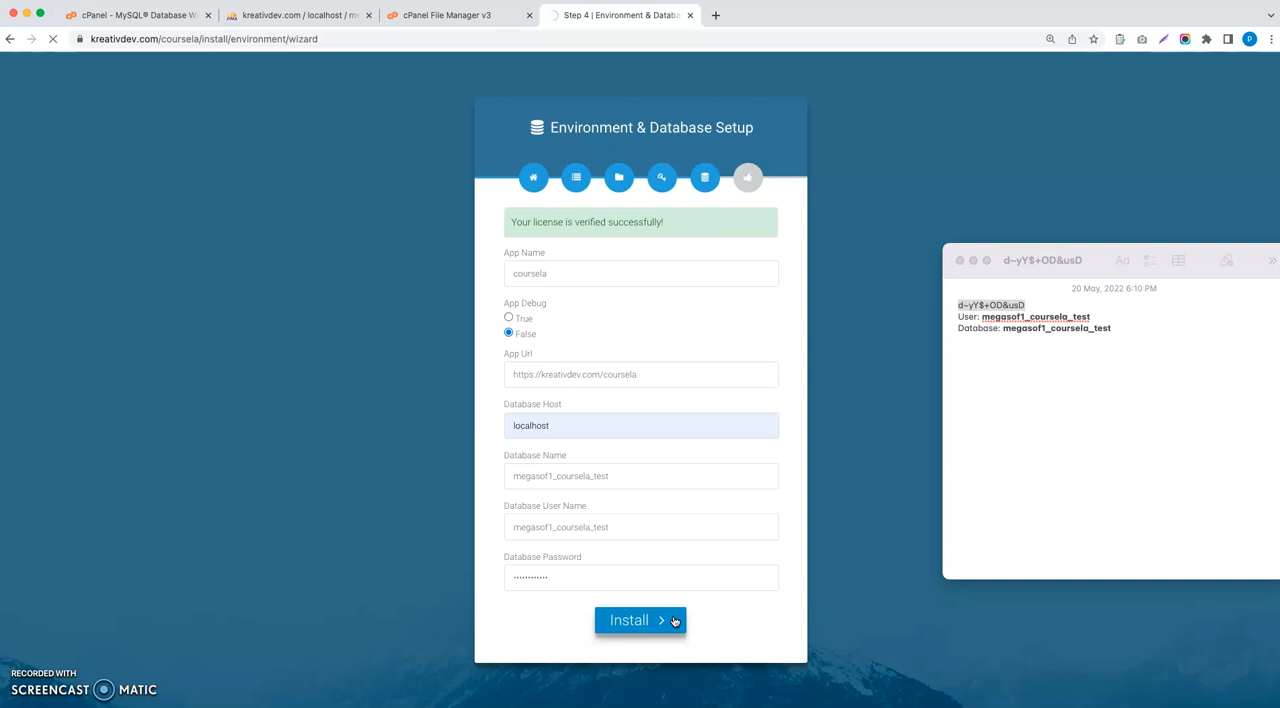 cPanel - MySQL® Database Wi
kreativdev.com / localhost / me
cPanel File Manager v3
Step 4 | Environment & Databa
kreativdev.com/coursela/install/environment/wizard
P
Environment & Database Setup
Your license is verified successfully!
App Name
coursela
App Debug
True
False
App Url
https://kreativdev.com/coursela
Database Host
localhost
Database Name
megasof1_coursela_test
Database User Name
megasof1_coursela_test
Database Password
············
Install
d~yY$+OD&usD
Aa
20 May, 2022 6:10 PM
d~yY$+OD&usD
User: megasof1_coursela_test
Database: megasof1_coursela_test
RECORDED WITH
SCREENCAST MATIC